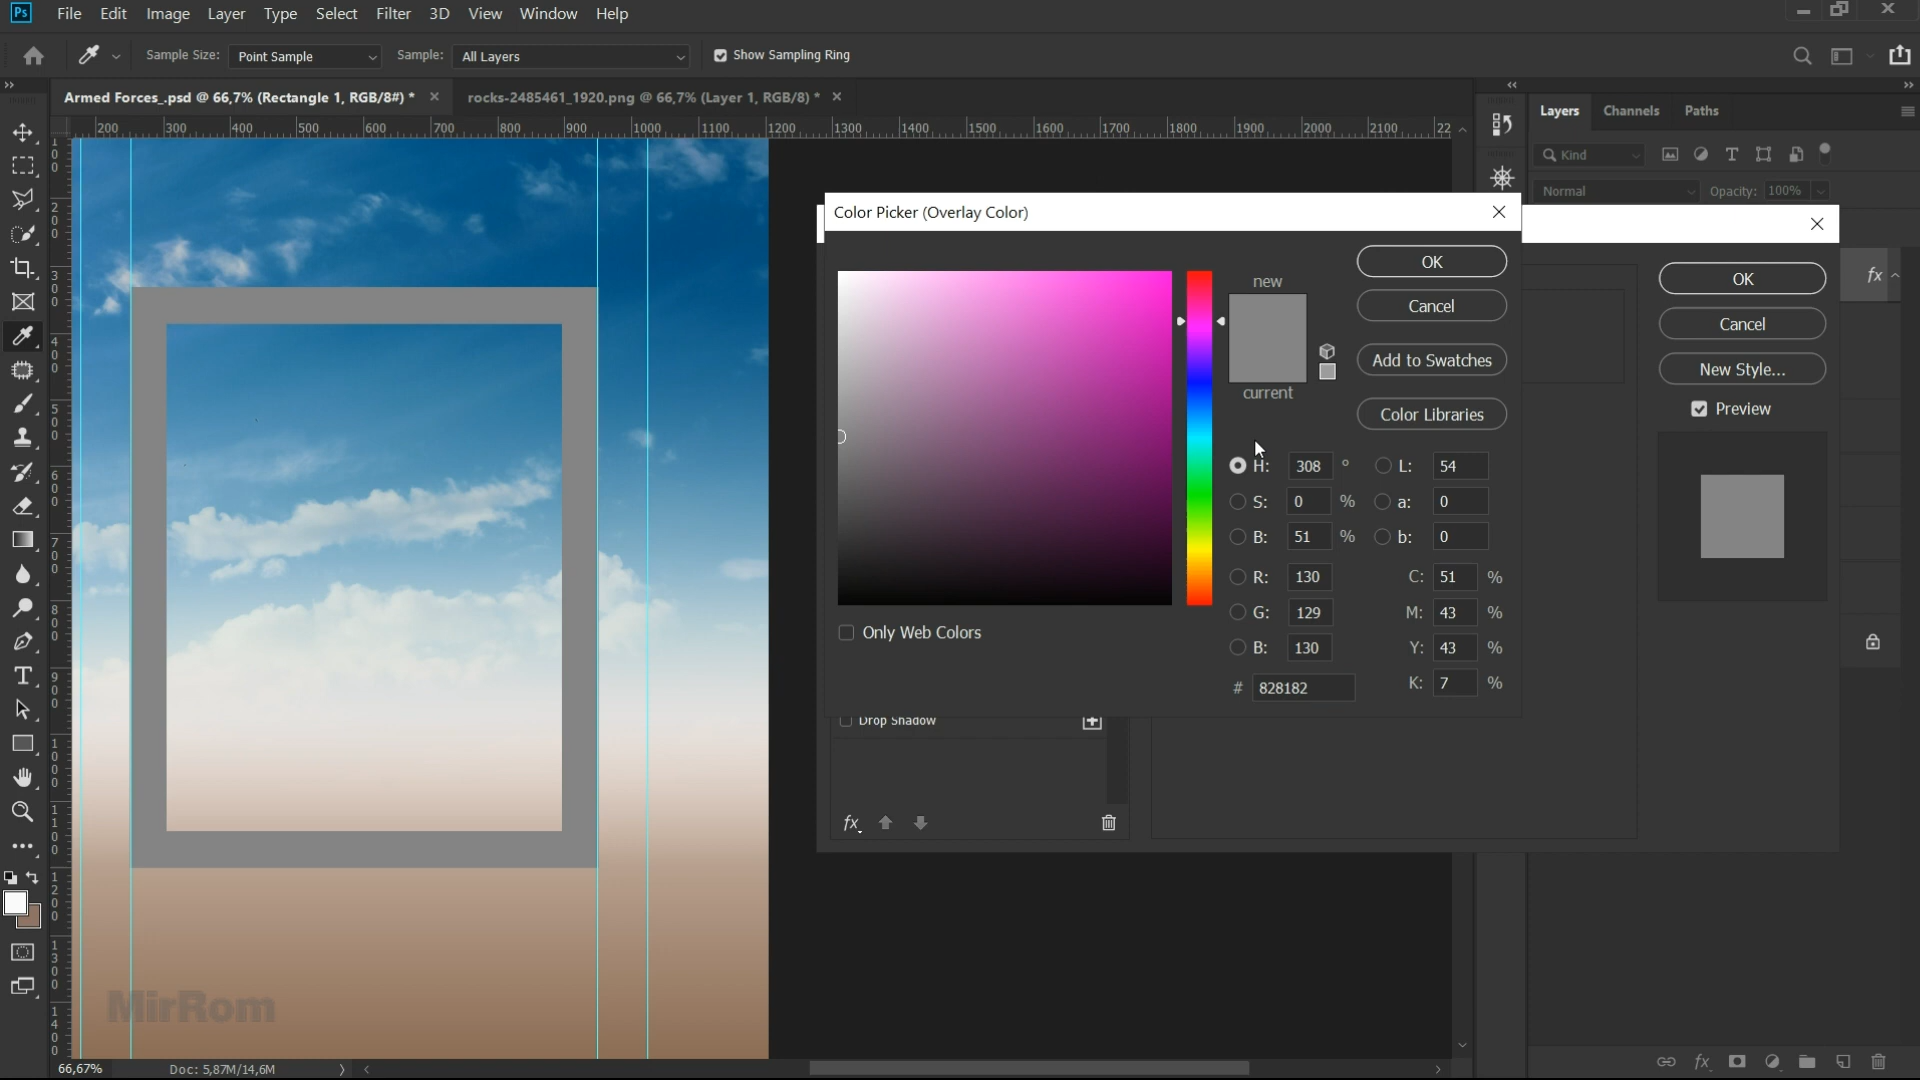 Ps File Edit Image Layer Type Select Filter 3D View Window Help
Sample Size: Point Sample Sample: All Layers Show Sampling Ring
Armed Forces_.psd @ 66,7% (Rectangle 1, RGB/8#) * rocks-2485461_1920.png @ 66,7% (Layer 1, RGB/8) *
200 300 400 500 600 700 800 900 1000 1100 1200 1300 1400 1500 1600 1700 1800 1900 2000 2100 22
Layers Channels Paths
Kind
Normal Opacity: 100%
Color Picker (Overlay Color)
OK
Cancel
Add to Swatches
Color Libraries
new
current
H: 308 °
S: 0 %
B: 51 %
R: 130
G: 129
B: 130
# 828182
L: 54
a: 0
b: 0
C: 51 %
M: 43 %
Y: 43 %
K: 7 %
Only Web Colors
OK
Cancel
New Style...
Preview
fx
Drop Shadow
fx
MirRom
66,67% Doc: 5,87M/14,6M
fx